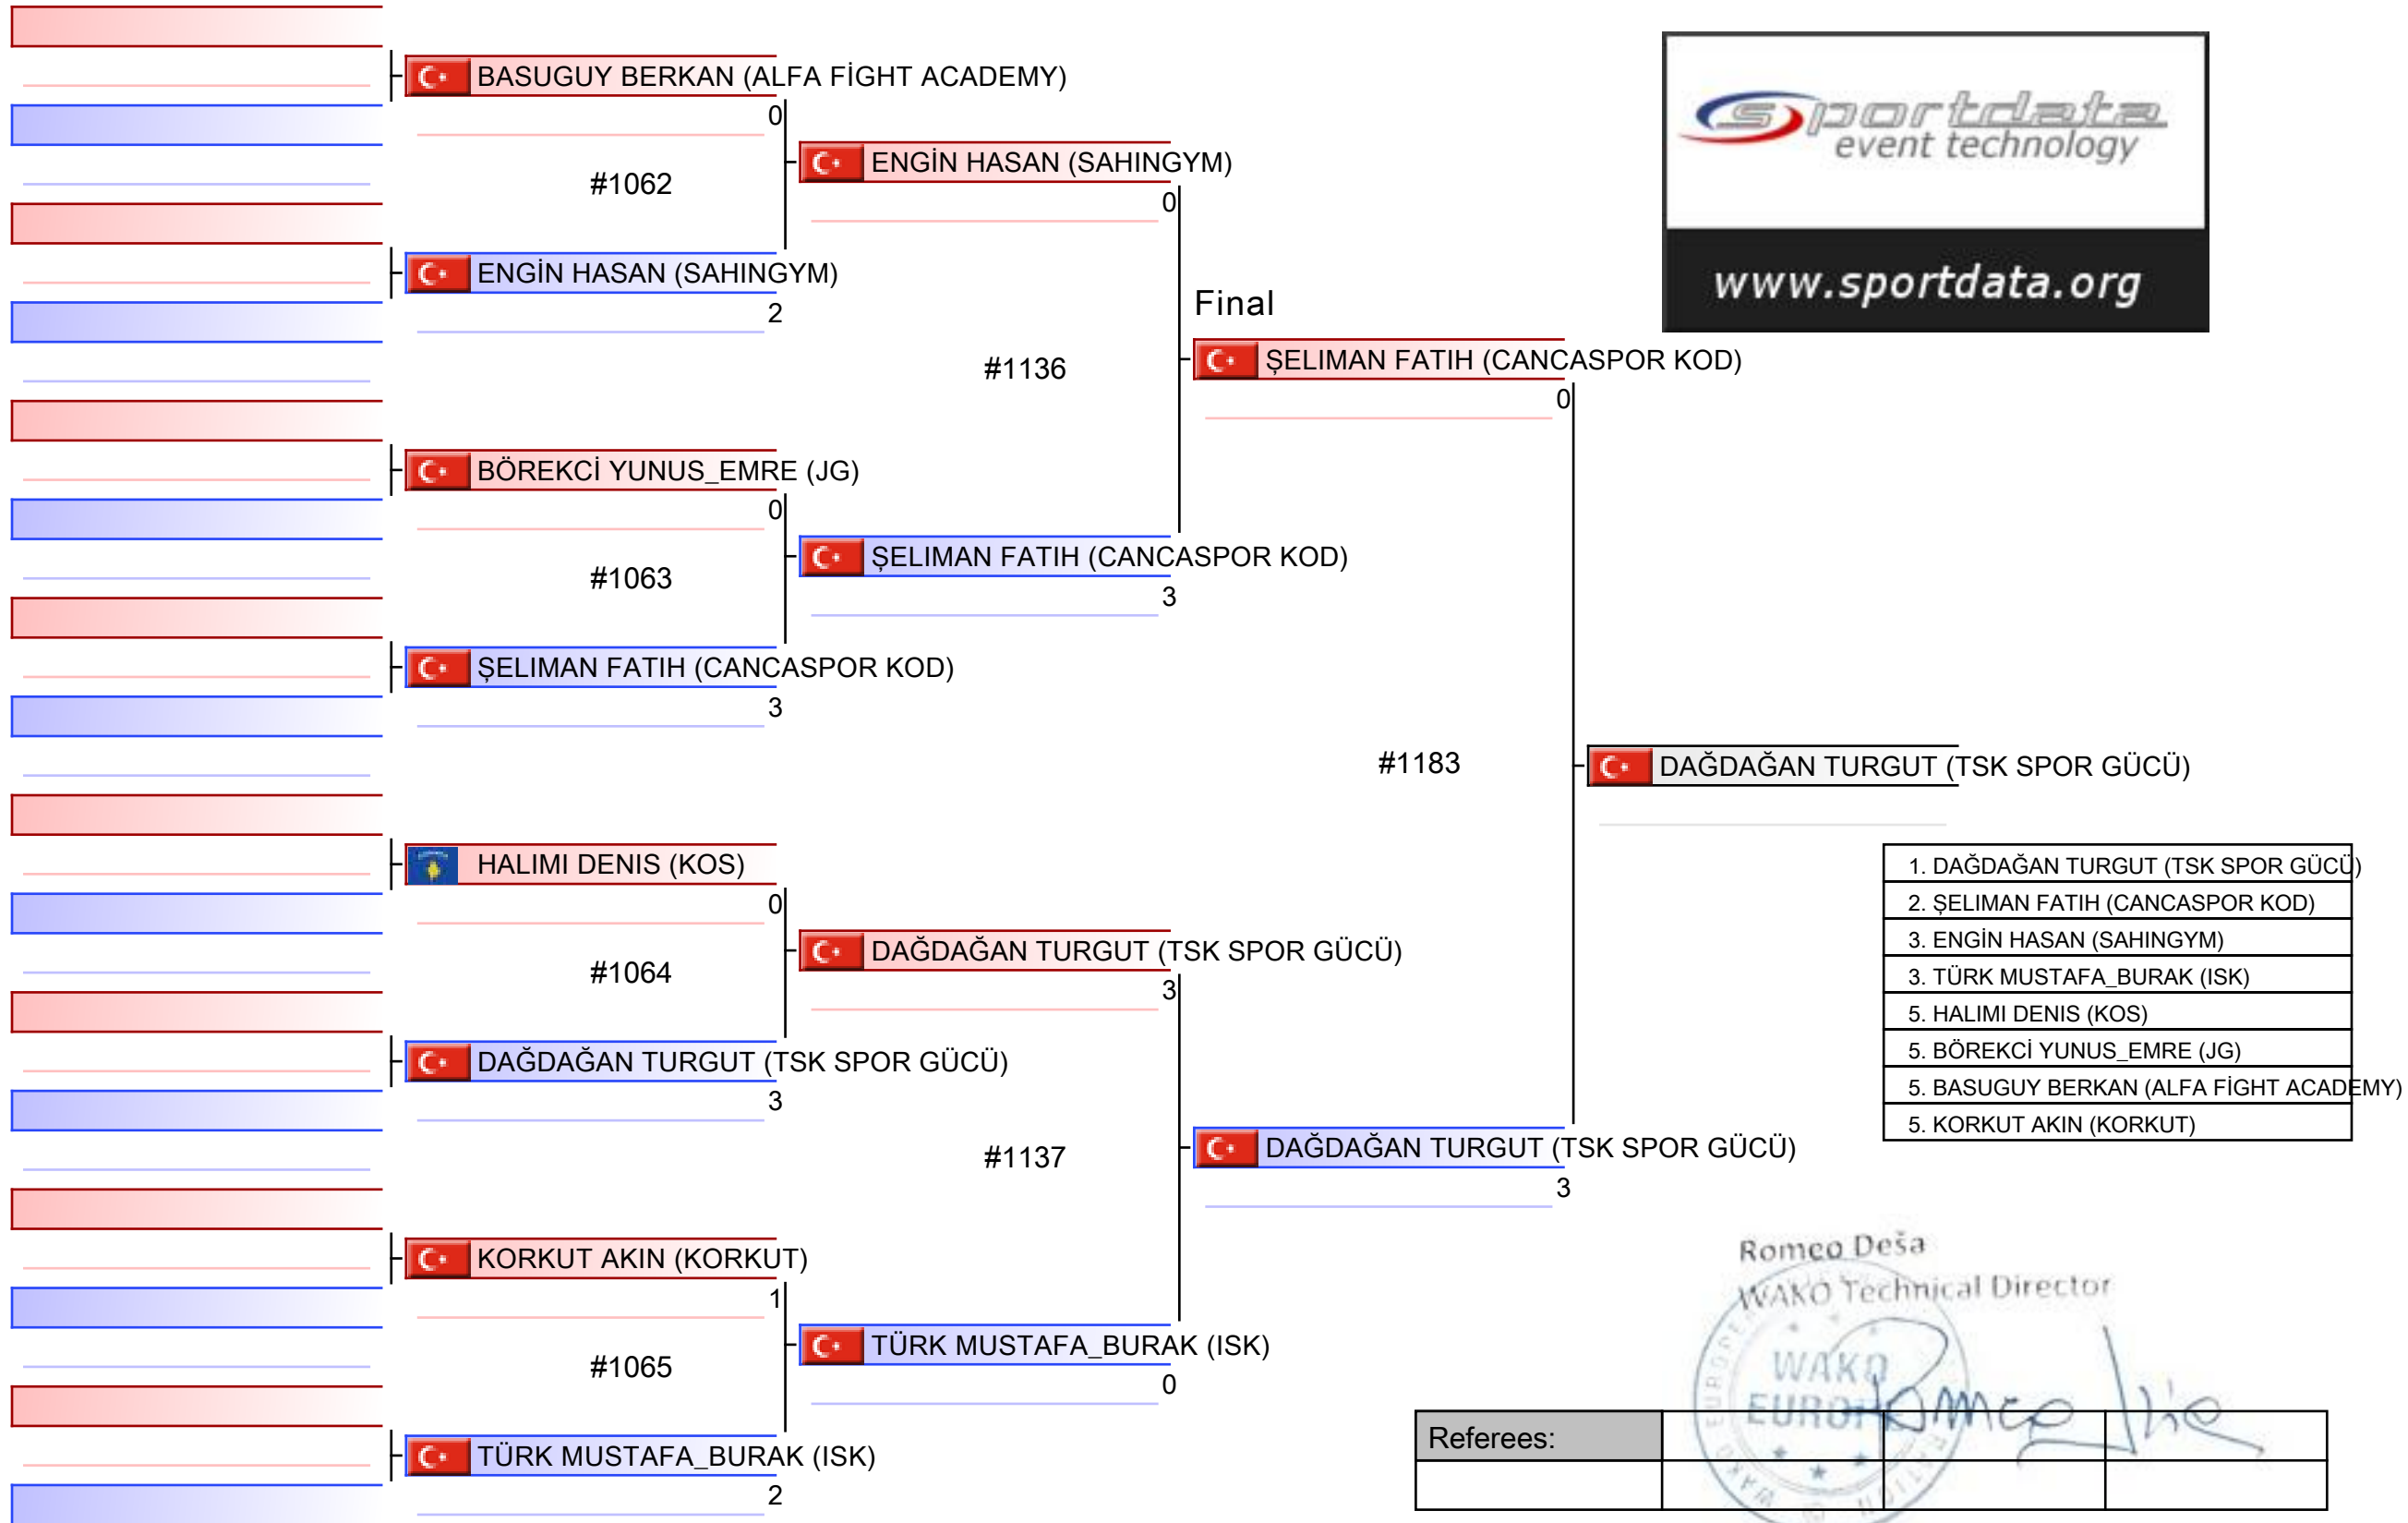 BASUGUY BERKAN (ALFA FİGHT ACADEMY)
0
#1062
ENGİN HASAN (SAHINGYM)
2
BÖREKCİ YUNUS_EMRE (JG)
0
#1063
ŞELIMAN FATIH (CANCASPOR KOD)
3
HALIMI DENIS (KOS)
0
#1064
DAĞDAĞAN TURGUT (TSK SPOR GÜCÜ)
3
KORKUT AKIN (KORKUT)
1
#1065
TÜRK MUSTAFA_BURAK (ISK)
2
ENGİN HASAN (SAHINGYM)
0
#1136
ŞELIMAN FATIH (CANCASPOR KOD)
3
DAĞDAĞAN TURGUT (TSK SPOR GÜCÜ)
3
#1137
TÜRK MUSTAFA_BURAK (ISK)
0
Final
ŞELIMAN FATIH (CANCASPOR KOD)
0
#1183
DAĞDAĞAN TURGUT (TSK SPOR GÜCÜ)
3
DAĞDAĞAN TURGUT (TSK SPOR GÜCÜ)
sportdata
event technology
www.sportdata.org
1. DAĞDAĞAN TURGUT (TSK SPOR GÜCÜ)
2. ŞELIMAN FATIH (CANCASPOR KOD)
3. ENGİN HASAN (SAHINGYM)
3. TÜRK MUSTAFA_BURAK (ISK)
5. HALIMI DENIS (KOS)
5. BÖREKCİ YUNUS_EMRE (JG)
5. BASUGUY BERKAN (ALFA FİGHT ACADEMY)
5. KORKUT AKIN (KORKUT)
Romeo Deša
WAKO Technical Director
WAKO
EUROPE
Referees: